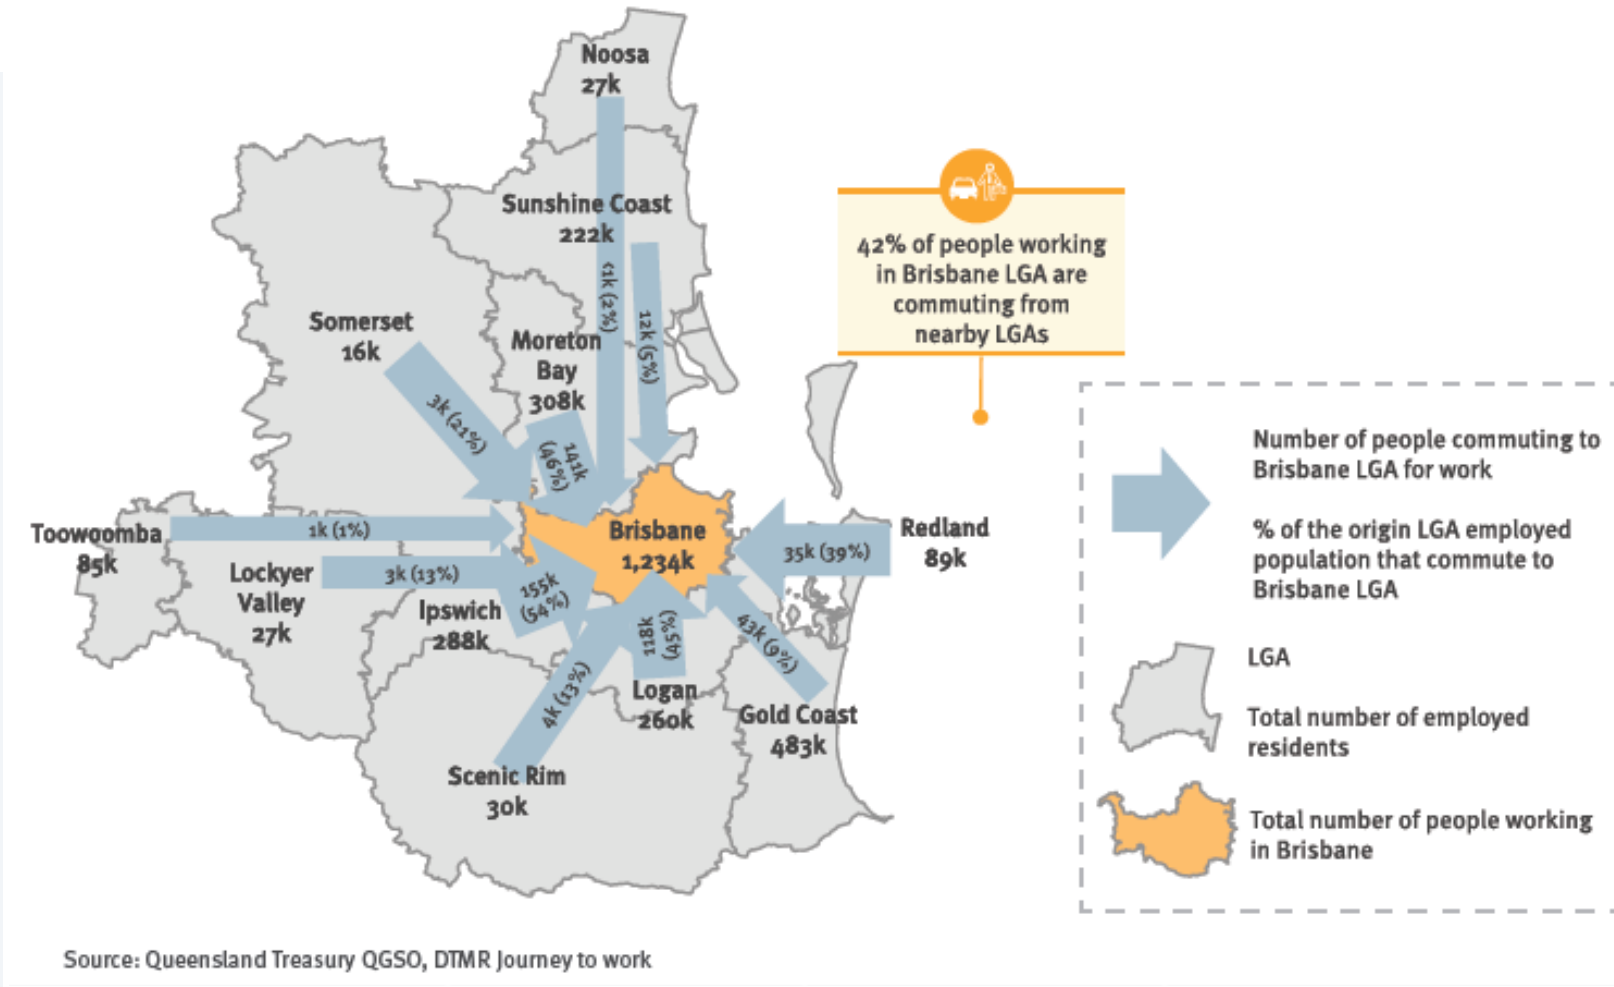 Noosa
27k
Sunshine Coast
222k
<1k (2%)
12k (5%)
Somerset
16k
3k (21%)
Moreton
Bay
308k
141k
(46%)
42% of people working
in Brisbane LGA are
commuting from
nearby LGAs
Toowoomba
85k
1k (1%)
Lockyer
Valley
27k
3k (13%)
Ipswich
288k
155k
(54%)
Brisbane
1,234k
35k (39%)
Redland
89k
4k (13%)
118k
(45%)
43k (9%)
Logan
260k
Gold Coast
483k
Scenic Rim
30k
Number of people commuting to
Brisbane LGA for work
% of the origin LGA employed
population that commute to
Brisbane LGA
LGA
Total number of employed
residents
Total number of people working
in Brisbane
Source: Queensland Treasury QGSO, DTMR Journey to work